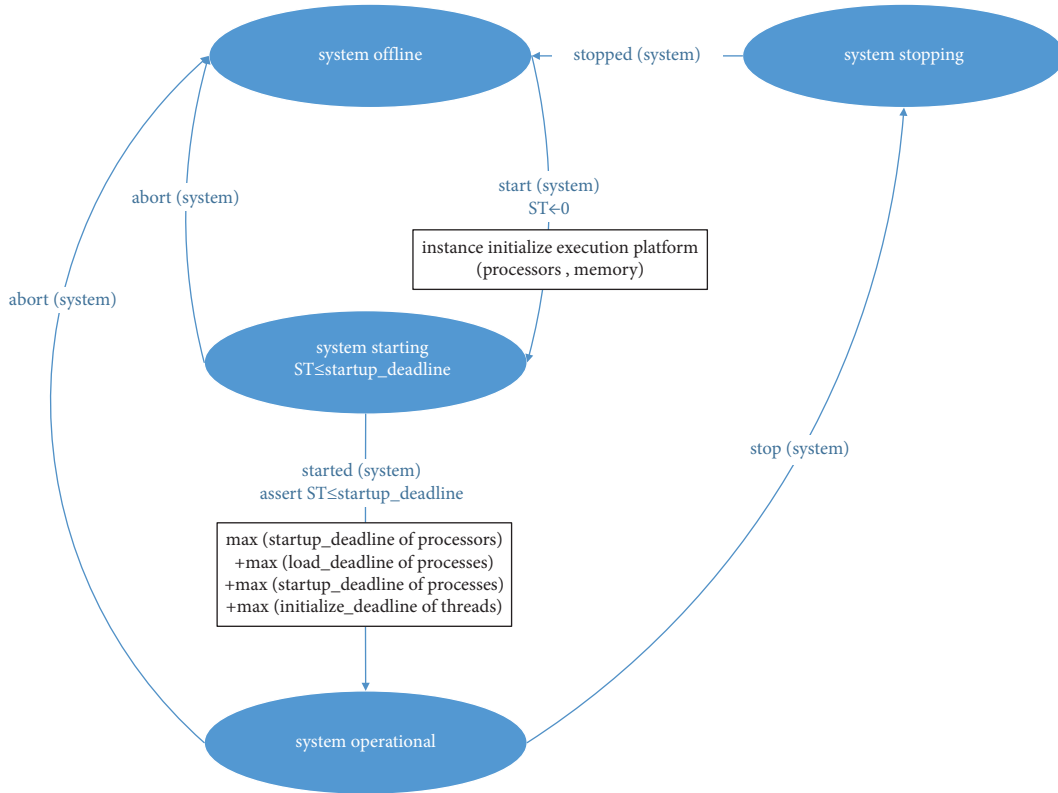 system offline
stopped (system)
system stopping
abort (system)
start (system)
ST←0
instance initialize execution platform
(processors , memory)
abort (system)
system starting
ST≤startup_deadline
stop (system)
started (system)
assert ST≤startup_deadline
max (startup_deadline of processors)
+max (load_deadline of processes)
+max (startup_deadline of processes)
+max (initialize_deadline of threads)
system operational